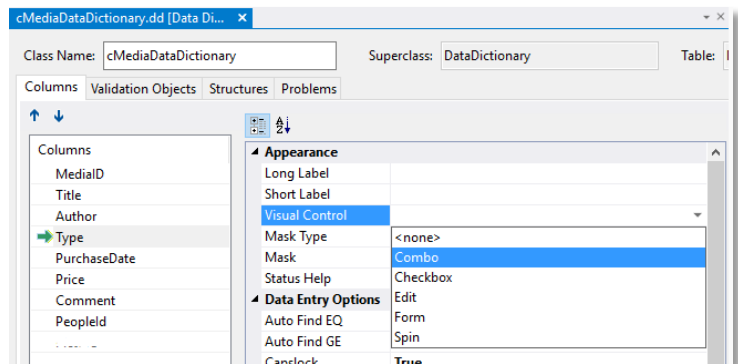 cMediaDataDictionary.dd [Data Di...
Class Name: cMediaDataDictionary Superclass: DataDictionary Table:
Columns Validation Objects Structures Problems
Columns
MediaID
Title
Author
Type
PurchaseDate
Price
Comment
PeopleId
Appearance
Long Label
Short Label
Visual Control
Mask Type
Mask
Status Help
Data Entry Options
Auto Find EQ
Auto Find GE
Capslock True
<none>
Combo
Checkbox
Edit
Form
Spin